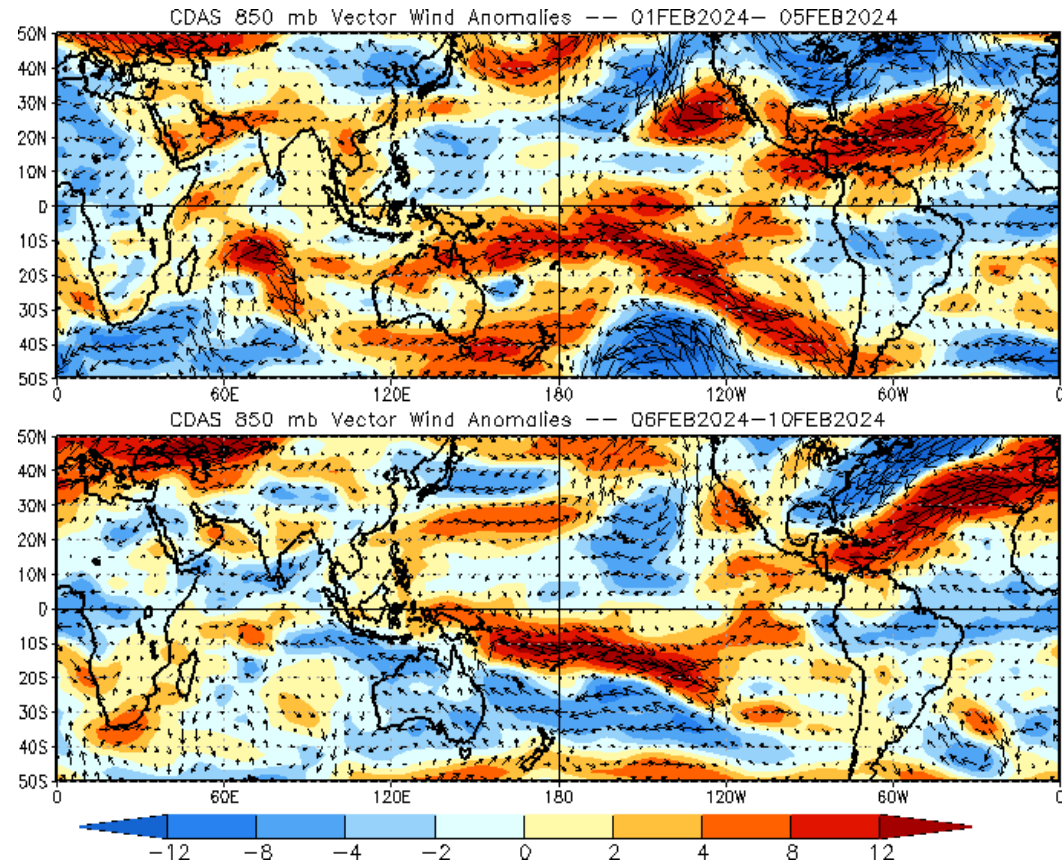 CDAS 850 mb Vector Wind Anomalies -- 01FEB2024- 05FEB2024
50N
40N
30N
20N
10N
0
10S
20S
30S
40S
50S
0 60E 120E 180 120W 60W 0
CDAS 850 mb Vector Wind Anomalies -- 06FEB2024-10FEB2024
50N
40N
30N
20N
10N
0
10S
20S
30S
40S
50S
0 60E 120E 180 120W 60W 0
-12 -8 -4 -2 0 2 4 8 12